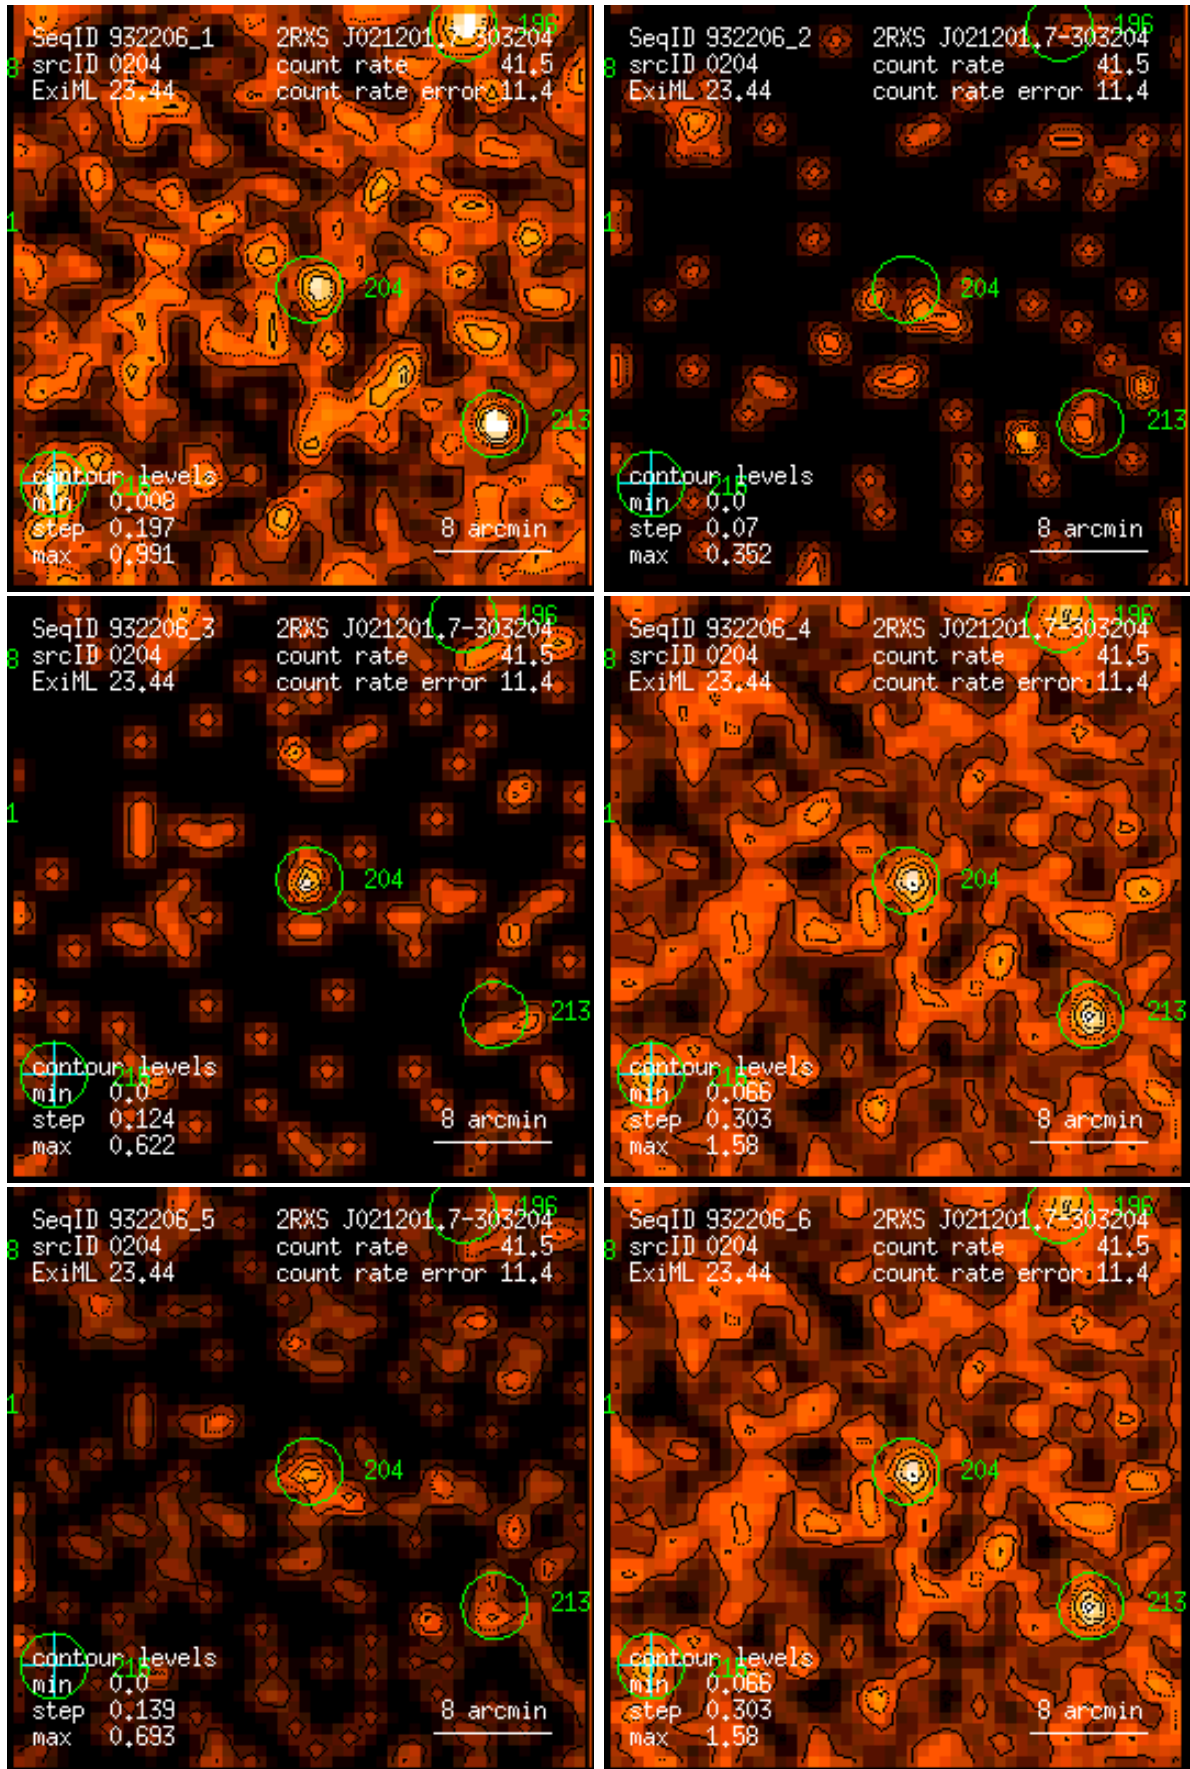 196
SeqID 932206_1 2RXS J021201.7-303204
8 srcID 0204 count rate 41.5
ExiML 23.44 count rate error 11.4
1
204
213
contour levels
216
min 0.008
step 0.197 8 arcmin
max 0.991
196
SeqID 932206_2 2RXS J021201.7-303204
8 srcID 0204 count rate 41.5
ExiML 23.44 count rate error 11.4
1
204
213
contour levels
216
min 0.0
step 0.07 8 arcmin
max 0.352
196
SeqID 932206_3 2RXS J021201.7-303204
8 srcID 0204 count rate 41.5
ExiML 23.44 count rate error 11.4
1
204
213
contour levels
216
min 0.0
step 0.124 8 arcmin
max 0.622
196
SeqID 932206_4 2RXS J021201.7-303204
8 srcID 0204 count rate 41.5
ExiML 23.44 count rate error 11.4
1
204
213
contour levels
216
min 0.066
step 0.303 8 arcmin
max 1.58
196
SeqID 932206_5 2RXS J021201.7-303204
8 srcID 0204 count rate 41.5
ExiML 23.44 count rate error 11.4
1
204
213
contour levels
216
min 0.0
step 0.139 8 arcmin
max 0.693
196
SeqID 932206_6 2RXS J021201.7-303204
8 srcID 0204 count rate 41.5
ExiML 23.44 count rate error 11.4
1
204
213
contour levels
216
min 0.066
step 0.303 8 arcmin
max 1.58